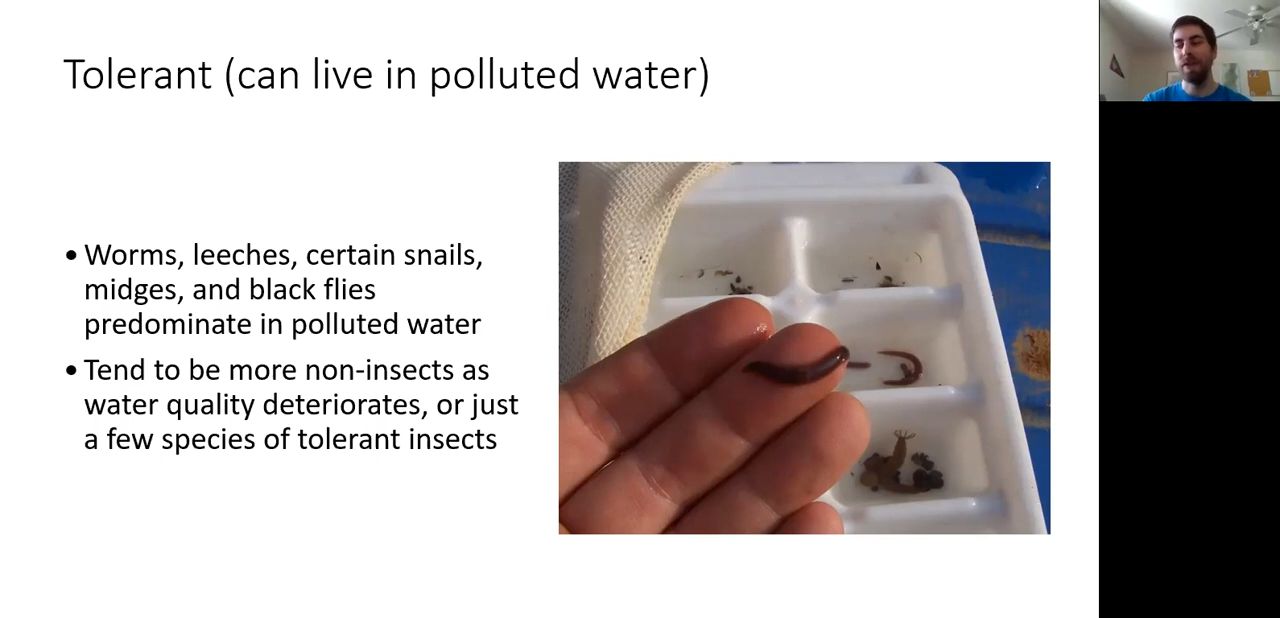 Tolerant (can live in polluted water)
• Worms, leeches, certain snails,
midges, and black flies
predominate in polluted water
• Tend to be more non-insects as
water quality deteriorates, or just
a few species of tolerant insects